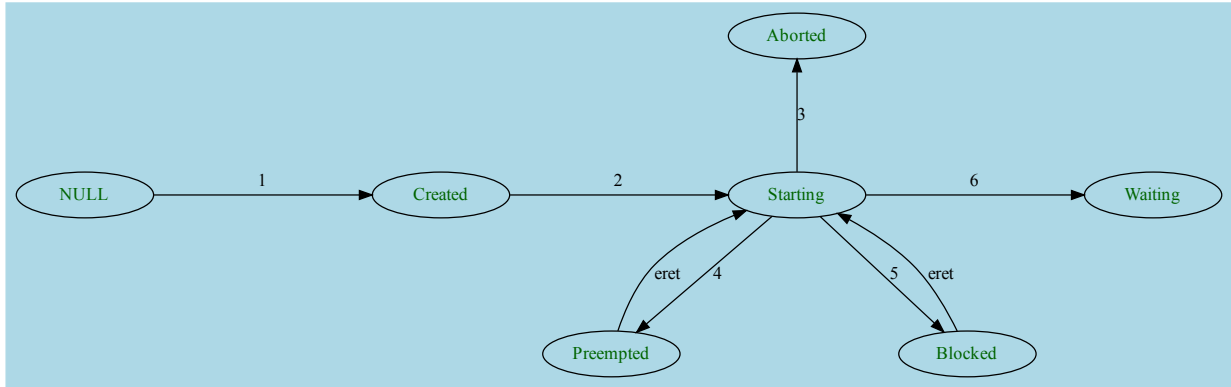 Aborted
3
NULL
1
Created
2
Starting
6
Waiting
eret
4
5
eret
Preempted
Blocked